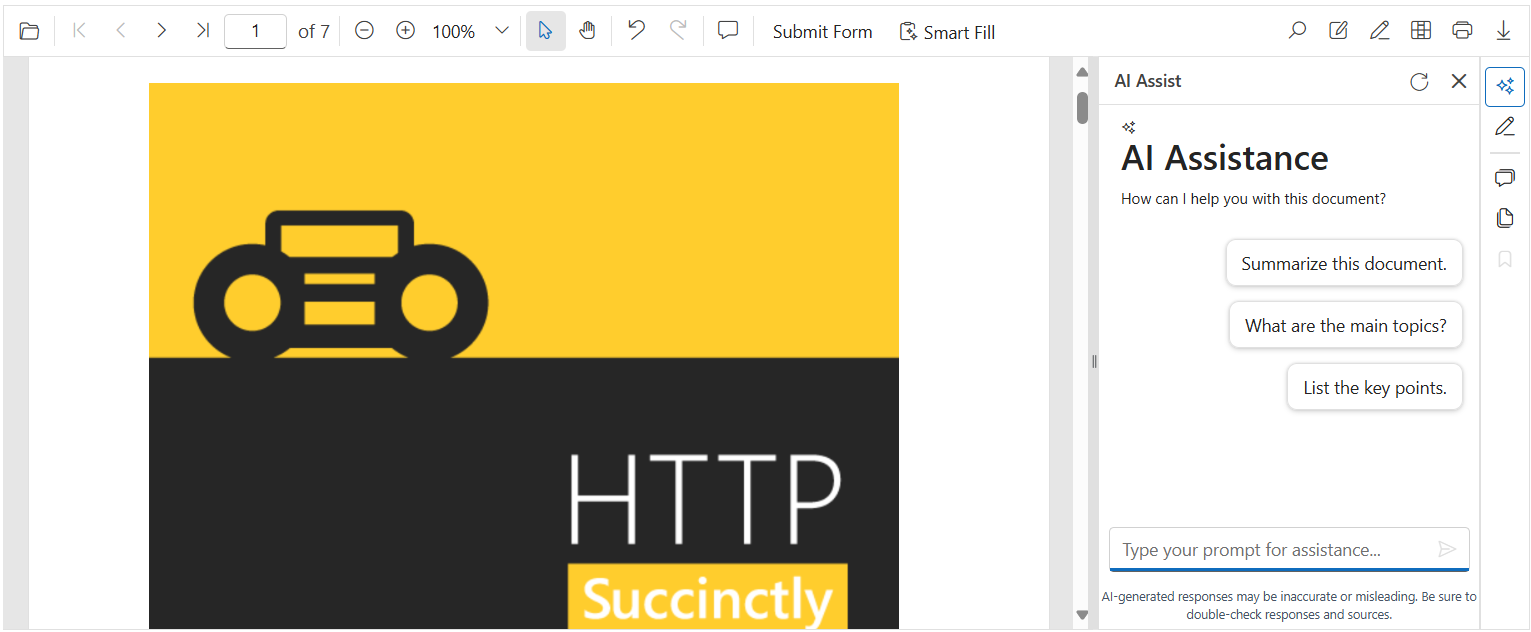 1 of 7 100% Submit Form Smart Fill
HTTP
Succinctly
AI Assist
AI Assistance
How can I help you with this document?
Summarize this document.
What are the main topics?
List the key points.
Type your prompt for assistance...
AI-generated responses may be inaccurate or misleading. Be sure to
double-check responses and sources.